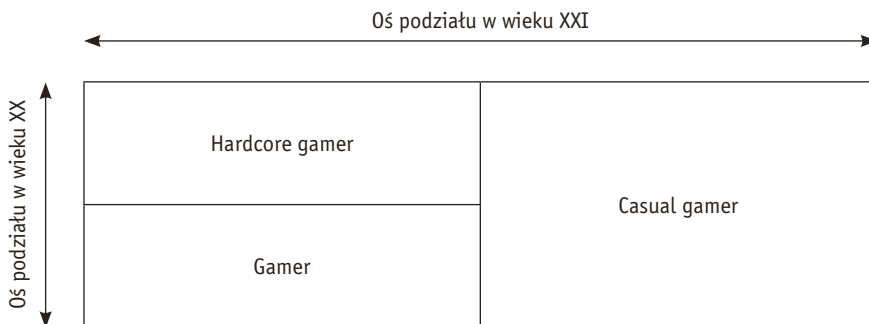 Oś podziału w wieku XXI
Oś podziału w wieku XX
Hardcore gamer
Casual gamer
Gamer